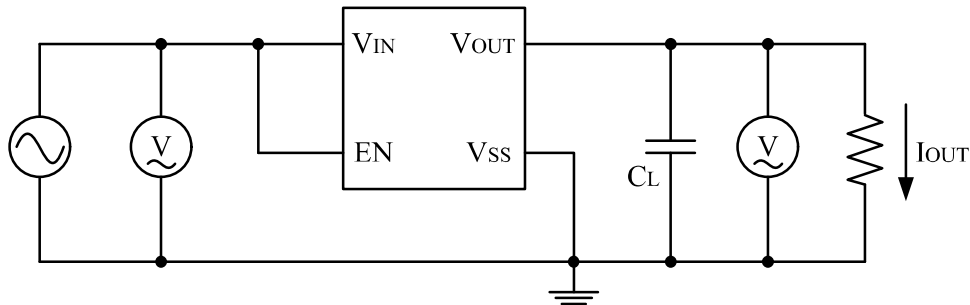 VIN VOUT
V
EN VSS
CL
V
IOUT